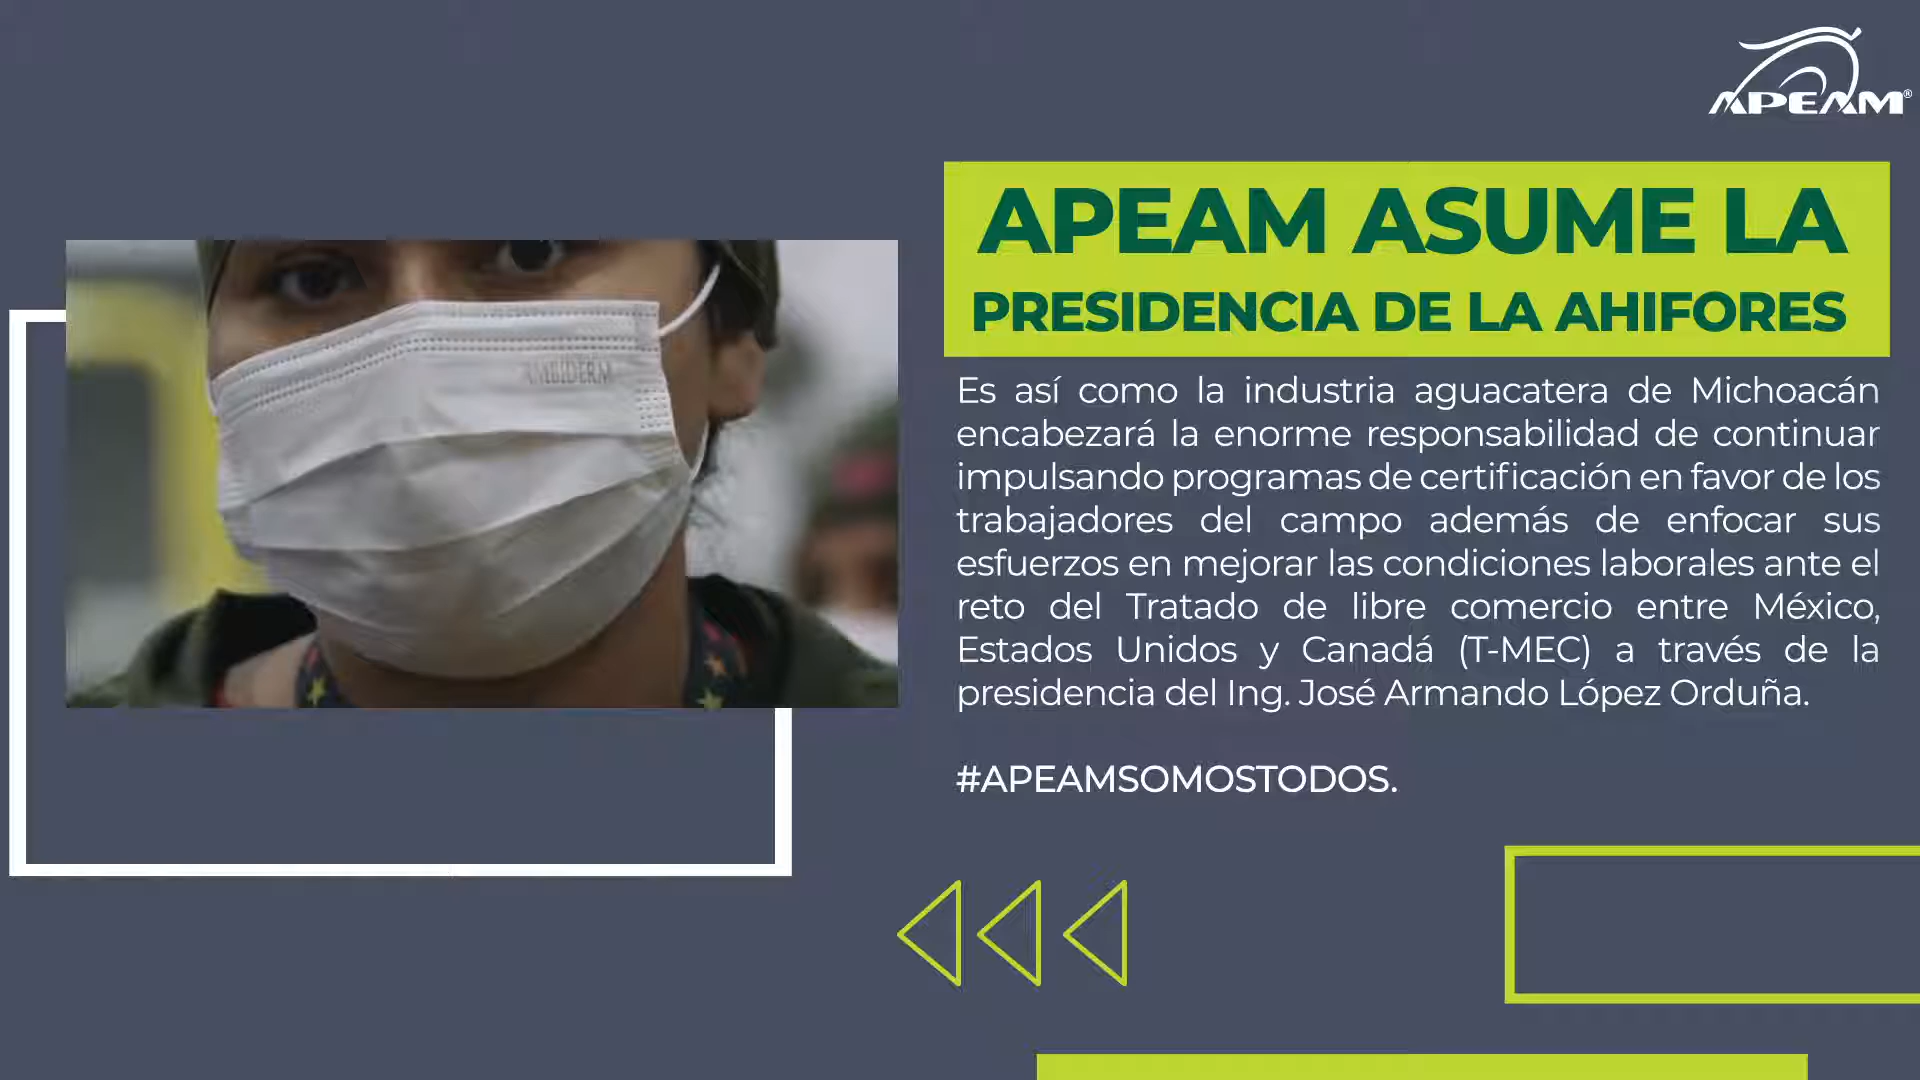 APEAM®
APEAM ASUME LA
PRESIDENCIA DE LA AHIFORES
AMBIDERM
Es así como la industria aguacatera de Michoacán
encabezará la enorme responsabilidad de continuar
impulsando programas de certificación en favor de los
trabajadores del campo además de enfocar sus
esfuerzos en mejorar las condiciones laborales ante el
reto del Tratado de libre comercio entre México,
Estados Unidos y Canadá (T-MEC) a través de la
presidencia del Ing. José Armando López Orduña.
#APEAMSOMOSTODOS.